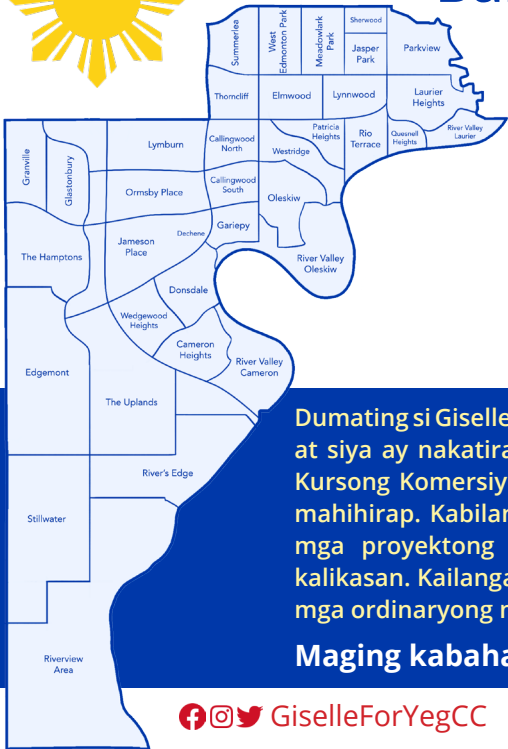 Summerlea
West
Edmonton Park
Meadowlark
Park
Sherwood
Jasper
Park
Parkview
Thorncliff
Elmwood
Lynnwood
Laurier
Heights
Granville
Glastonbury
Lymburn
Callingwood
North
Westridge
Patricia
Heights
Rio
Terrace
Quesnell
Heights
River Valley
Laurier
Ormsby Place
Callingwood
South
Oleskiw
The Hamptons
Jameson
Place
Dechene
Gariepy
River Valley
Oleskiw
Donsdale
Wedgewood
Heights
Cameron
Heights
River Valley
Cameron
Edgemont
The Uplands
River's Edge
Stillwater
Riverview
Area
Dumating si Giselle
at siya ay nakatira
Kursong Komersiy
mahihirap. Kabilan
mga proyektong
kalikasan. Kailanga
mga ordinaryong
Maging kabaha
GiselleForYegCC